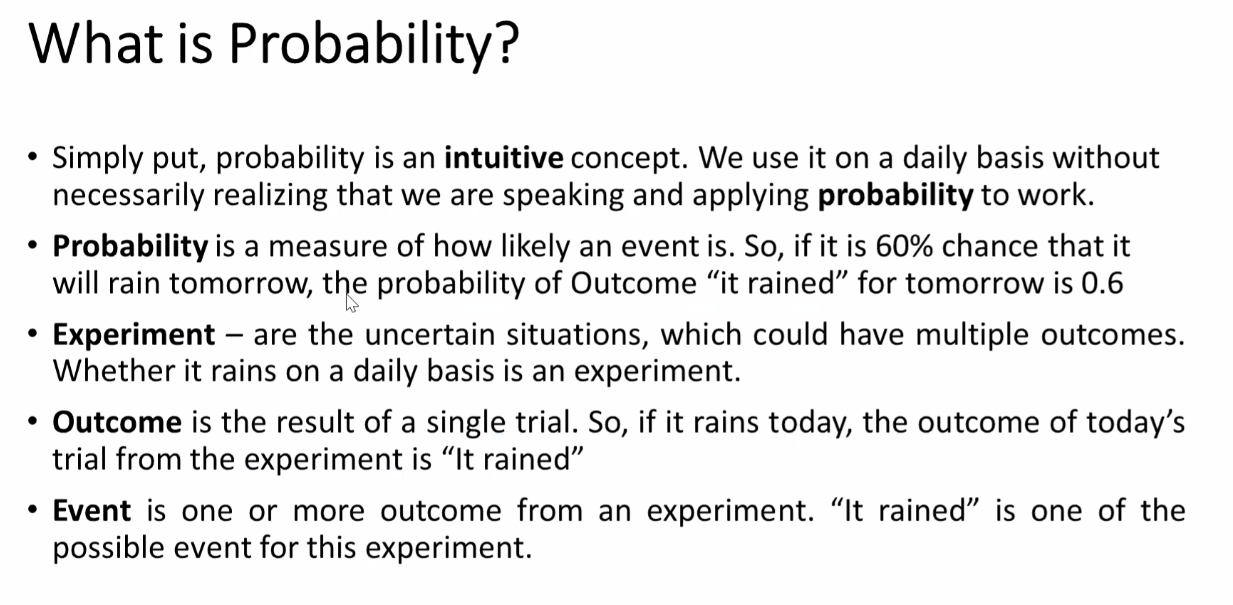 What is Probability?
• Simply put, probability is an intuitive concept. We use it on a daily basis without
necessarily realizing that we are speaking and applying probability to work.
• Probability is a measure of how likely an event is. So, if it is 60% chance that it
will rain tomorrow, the probability of Outcome “it rained” for tomorrow is 0.6
• Experiment – are the uncertain situations, which could have multiple outcomes.
Whether it rains on a daily basis is an experiment.
• Outcome is the result of a single trial. So, if it rains today, the outcome of today’s
trial from the experiment is “It rained”
• Event is one or more outcome from an experiment. “It rained” is one of the
possible event for this experiment.